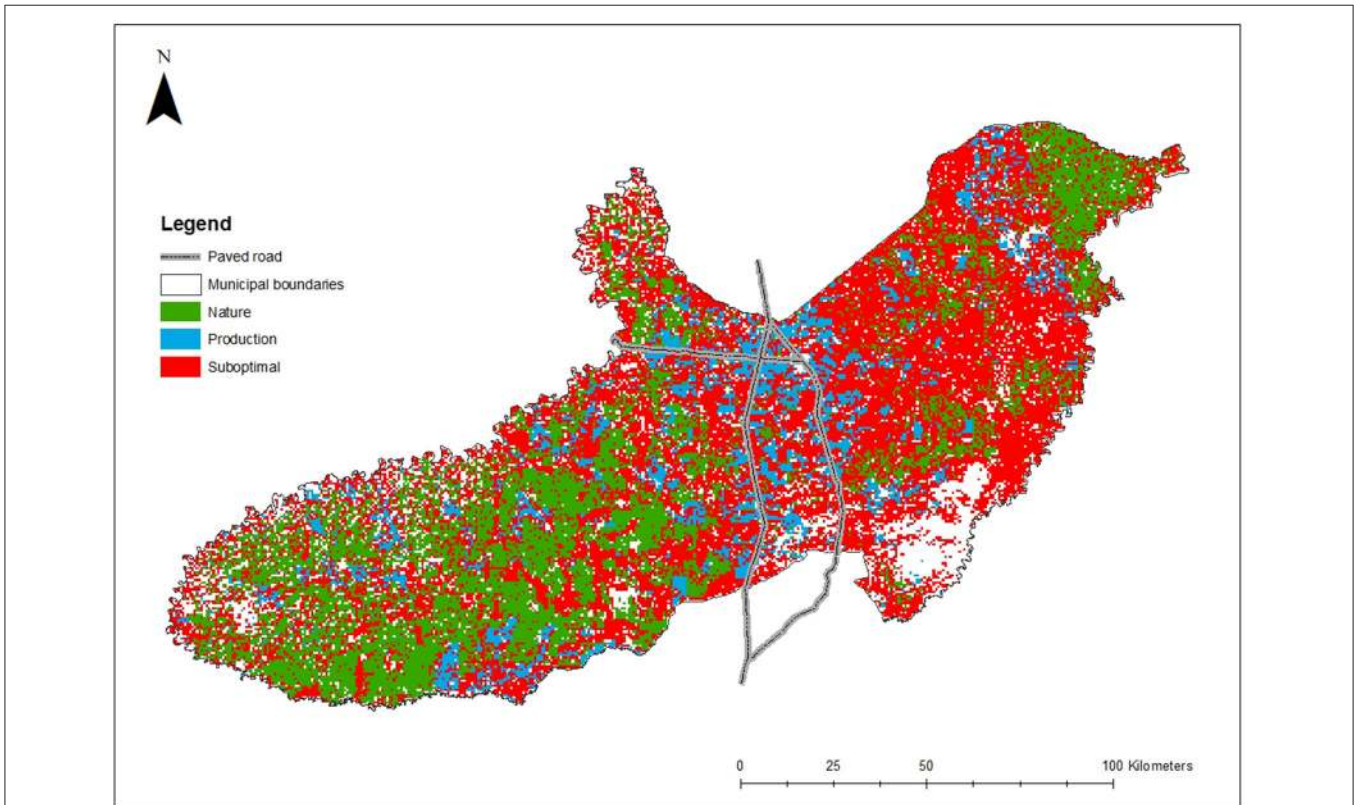 N
Legend
Paved road
Municipal boundaries
Nature
Production
Suboptimal
0 25 50 100 Kilometers